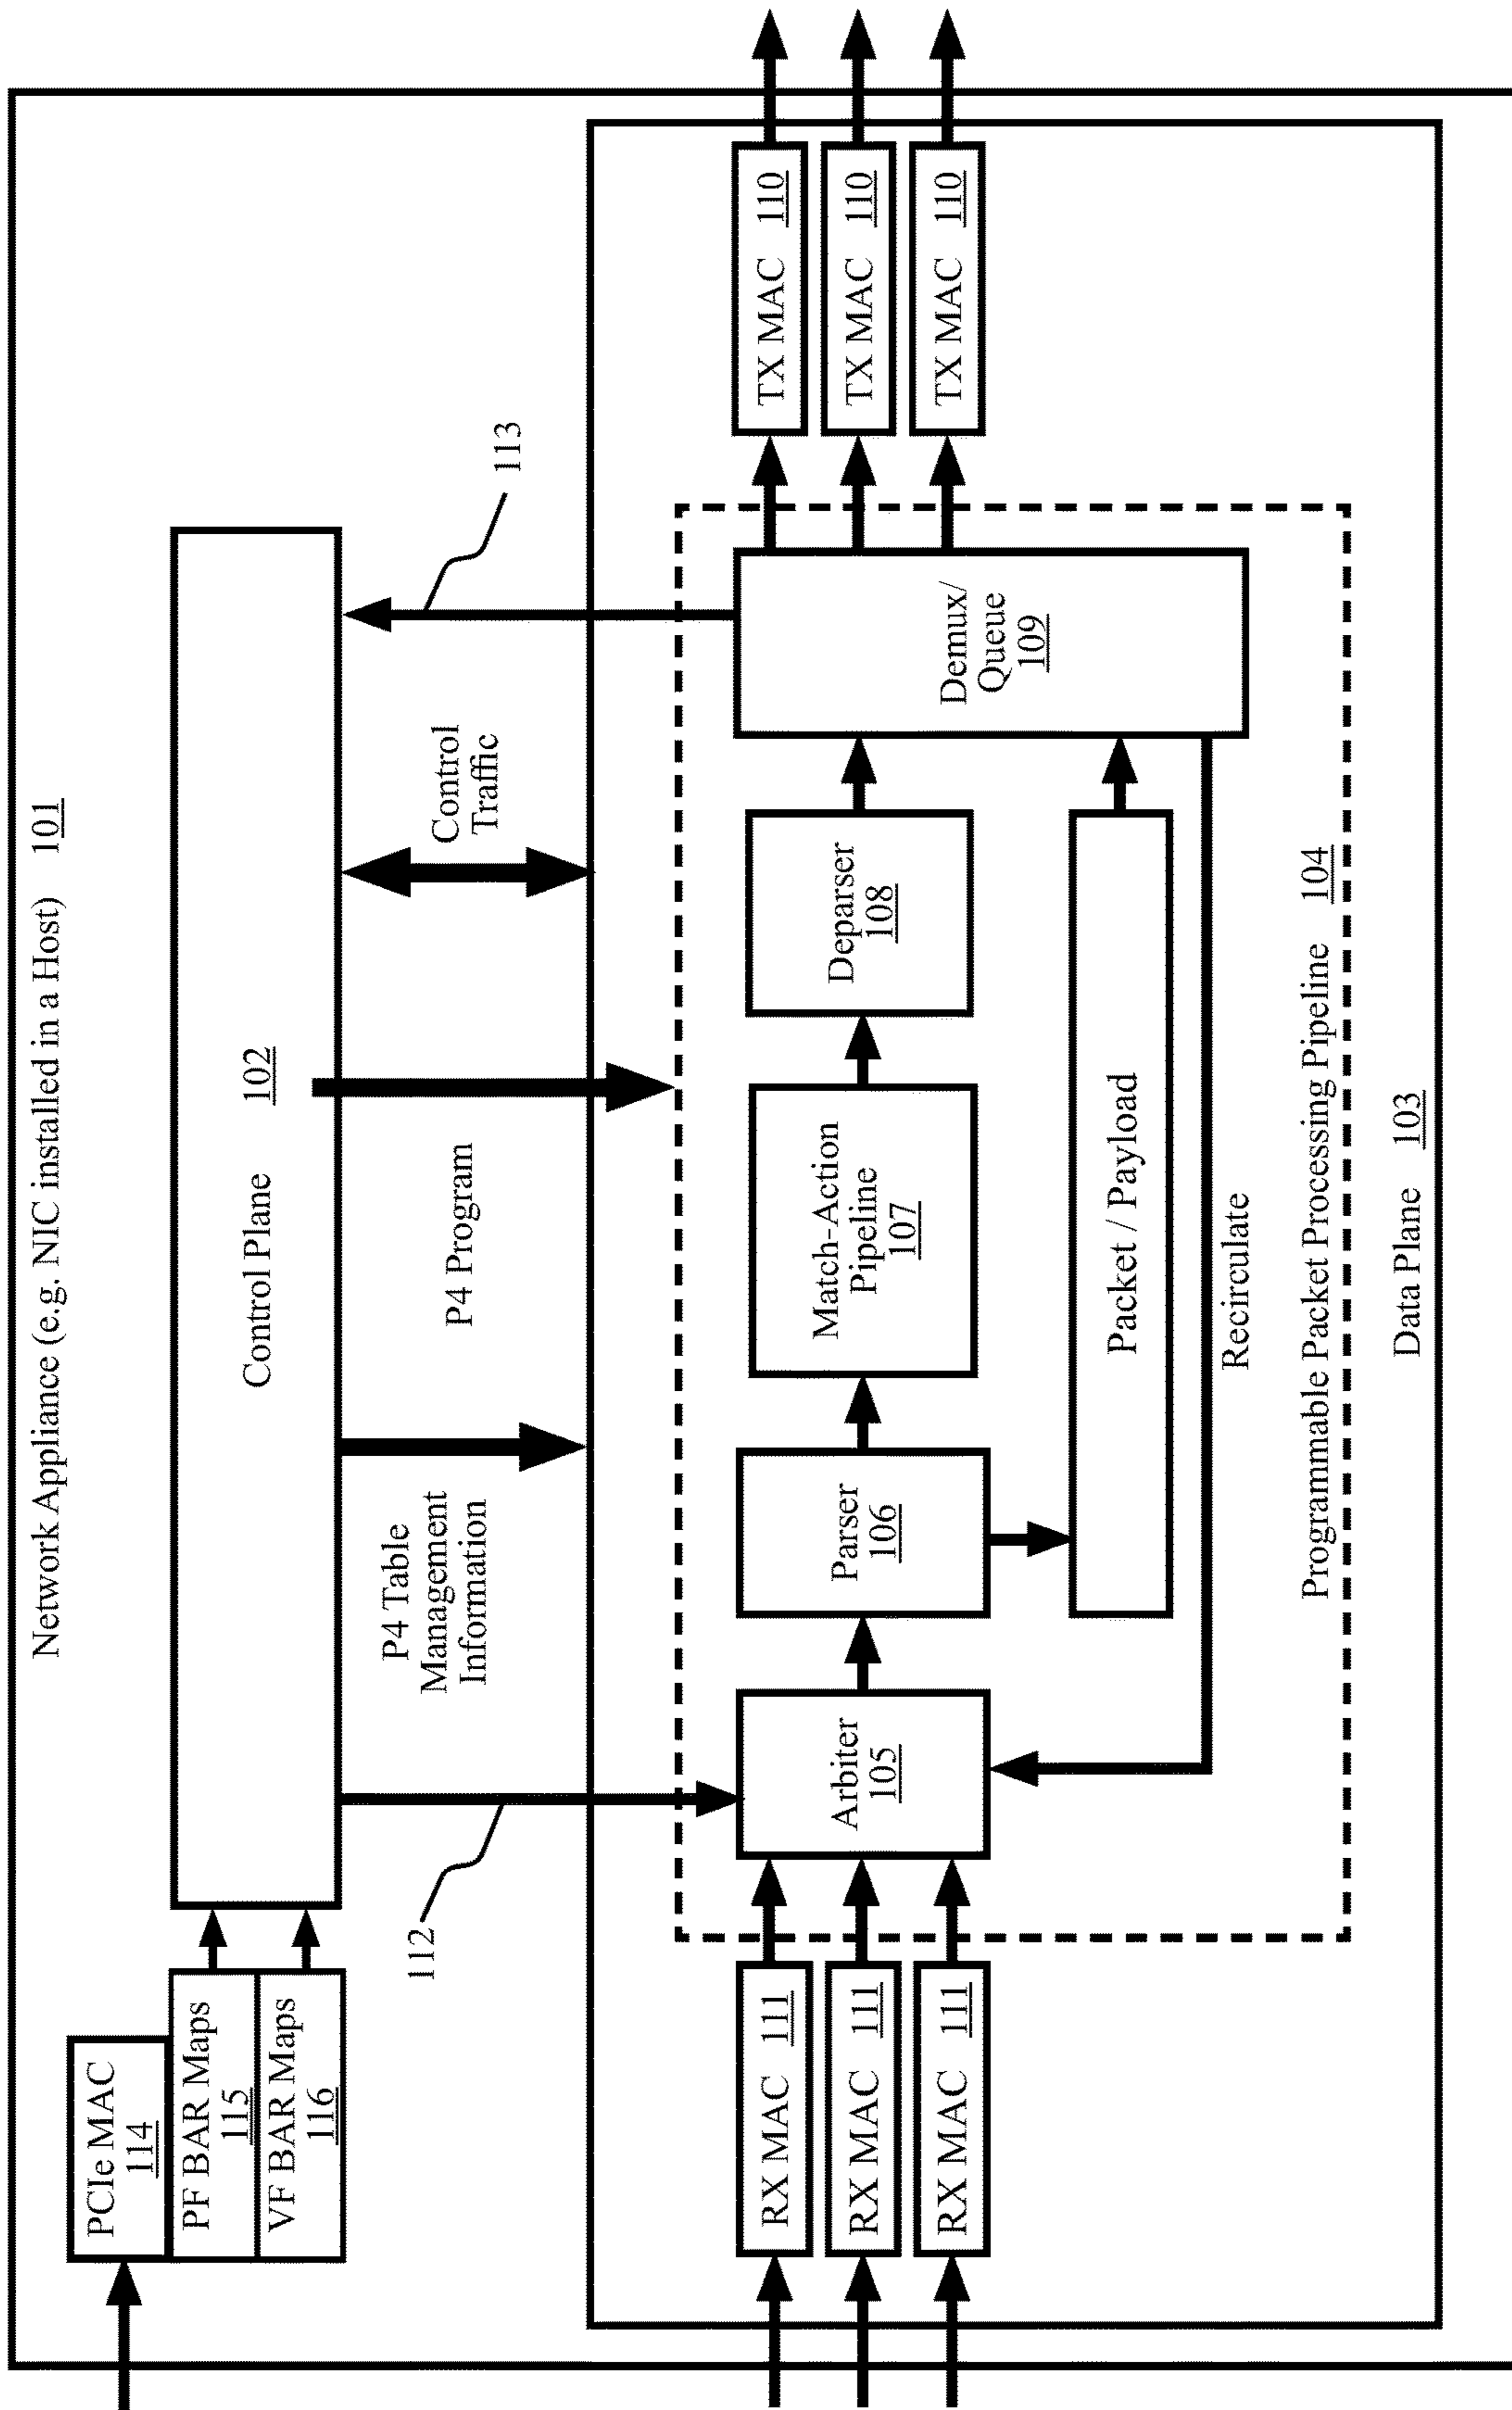 Network Appliance (e.g. NIC installed in a Host) 101
PCIe MAC
114
PF BAR Maps
115
VF BAR Maps
116
Control Plane 102
112
P4 Table
Management
Information
P4 Program
Control
Traffic
113
RX MAC 111
RX MAC 111
RX MAC 111
Arbiter
105
Parser
106
Match-Action
Pipeline
107
Deparser
108
Demux/
Queue
109
TX MAC 110
TX MAC 110
TX MAC 110
Packet / Payload
Recirculate
Programmable Packet Processing Pipeline 104
Data Plane 103